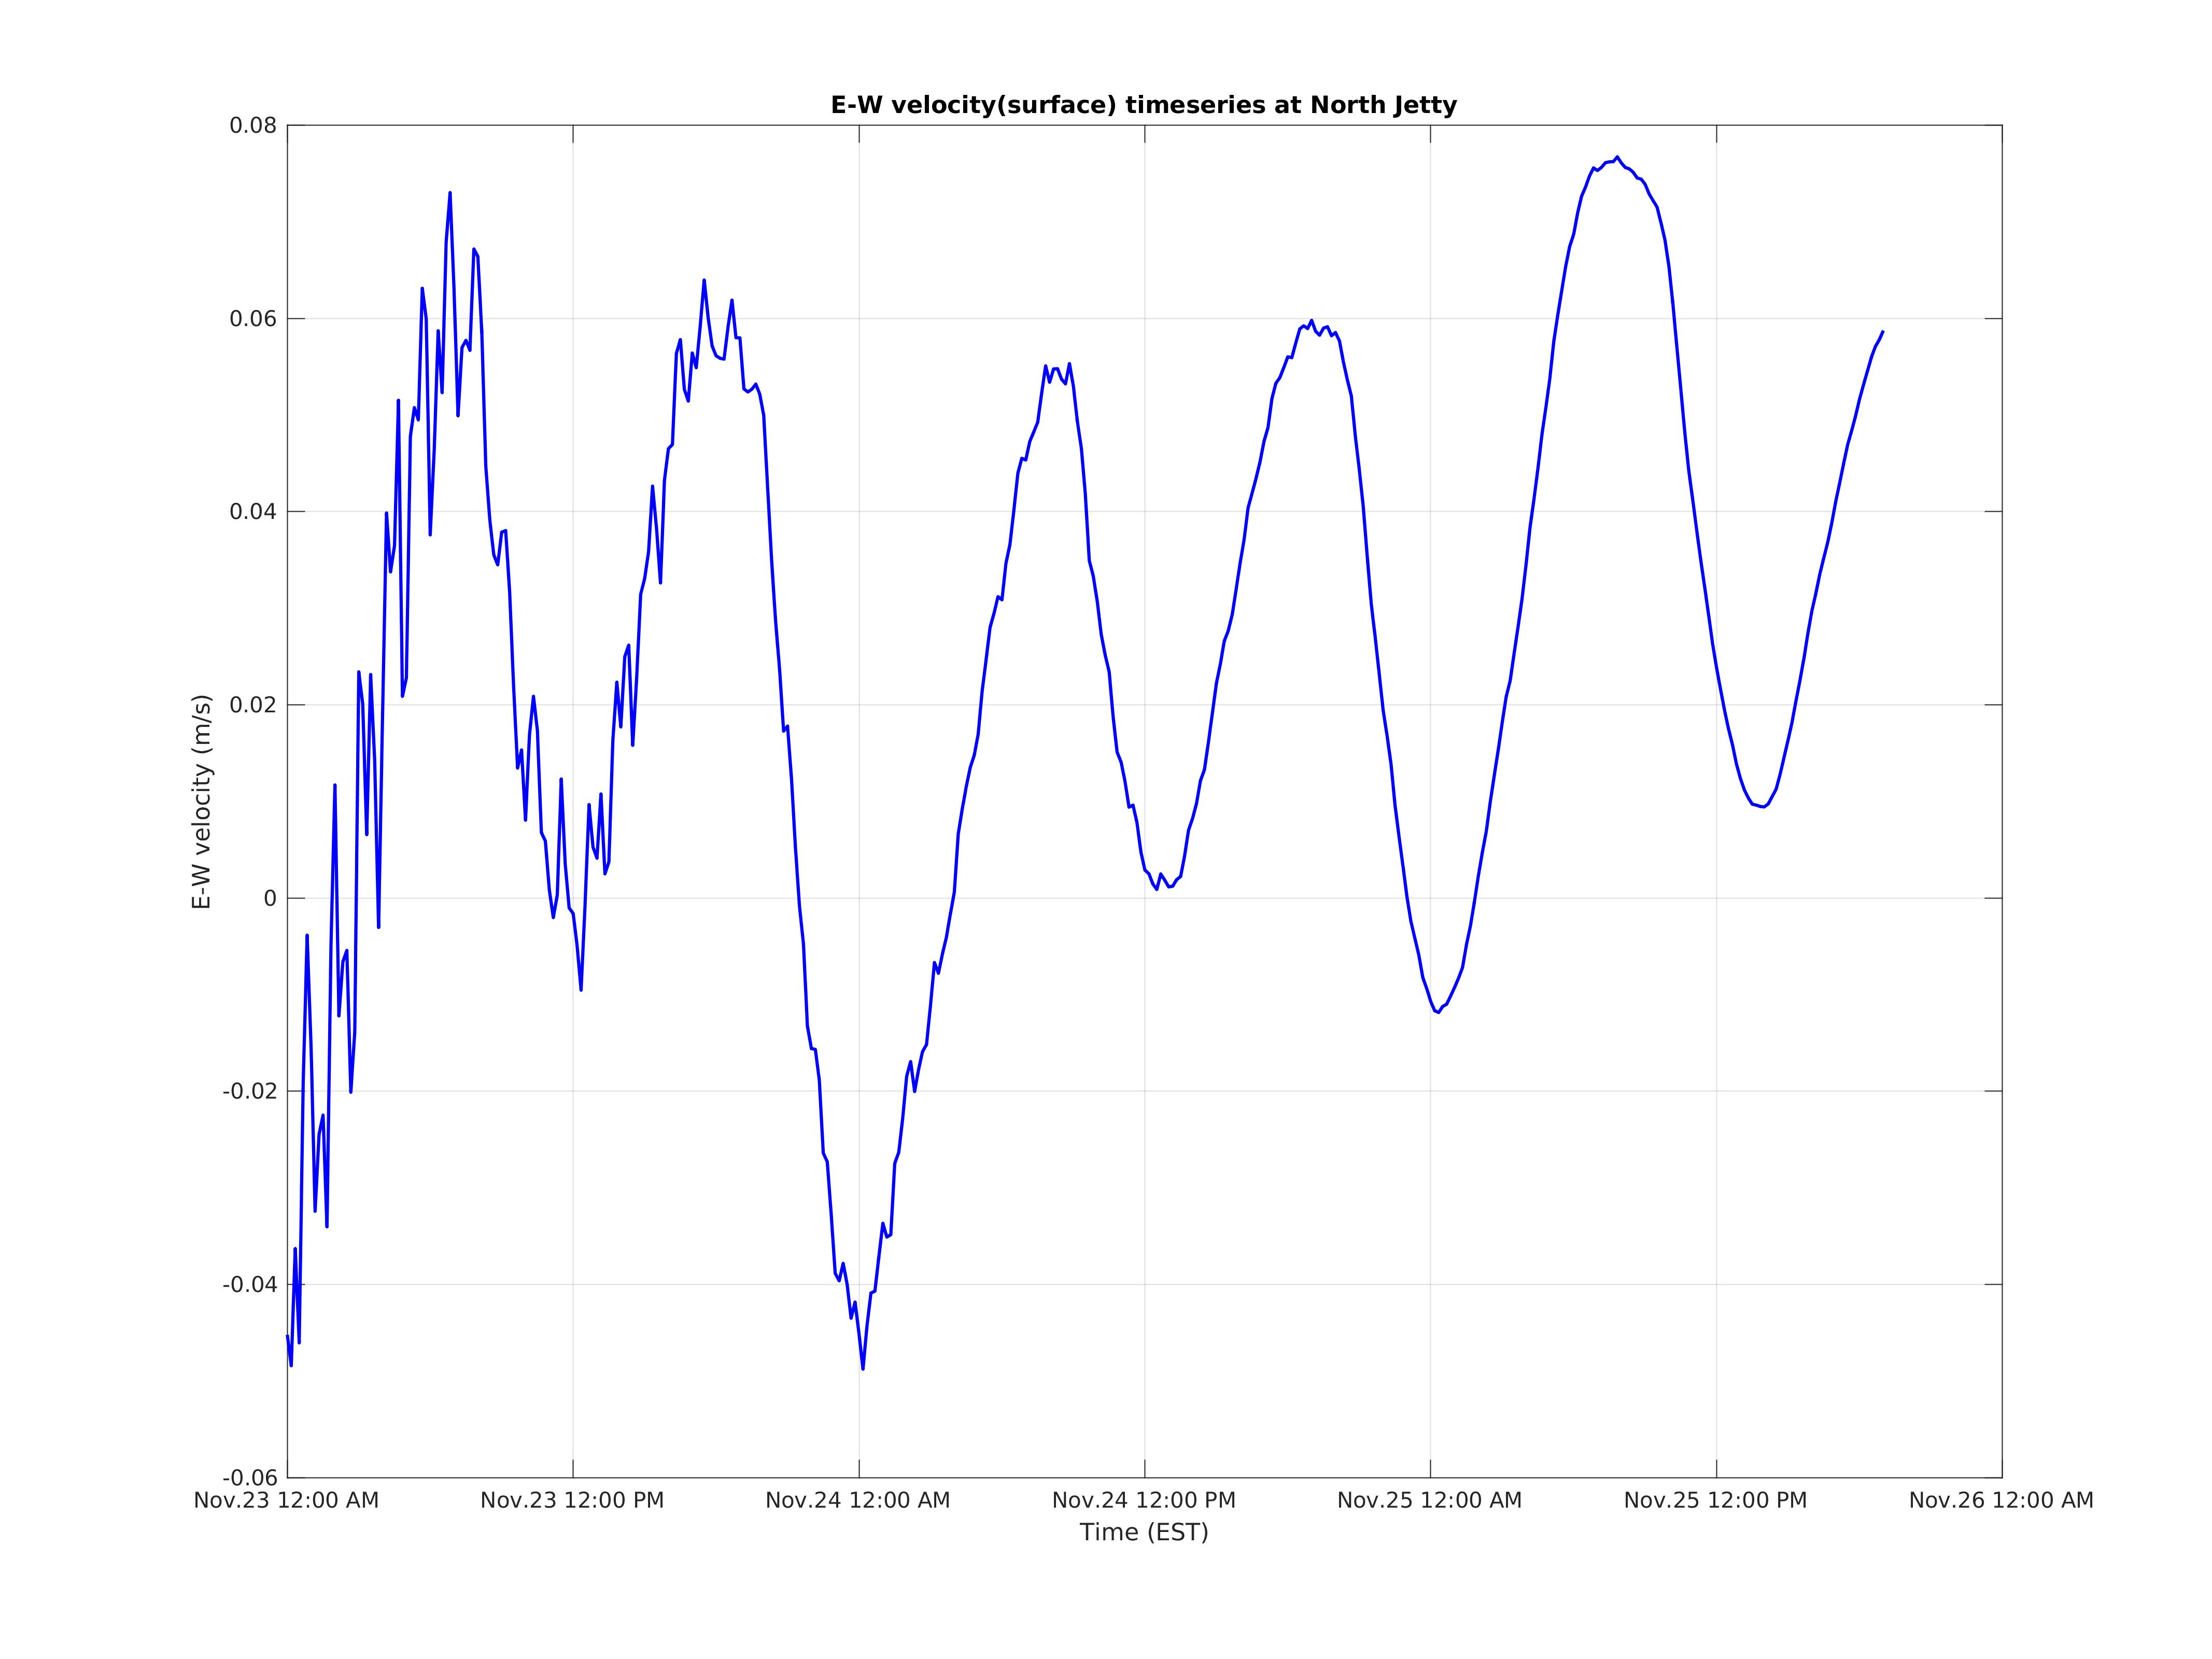 E-W velocity(surface) timeseries at North Jetty
0.08
0.06
0.04
0.02
0
-0.02
-0.04
-0.06
E-W velocity (m/s)
Nov.23 12:00 AM
Nov.23 12:00 PM
Nov.24 12:00 AM
Nov.24 12:00 PM
Nov.25 12:00 AM
Nov.25 12:00 PM
Nov.26 12:00 AM
Time (EST)